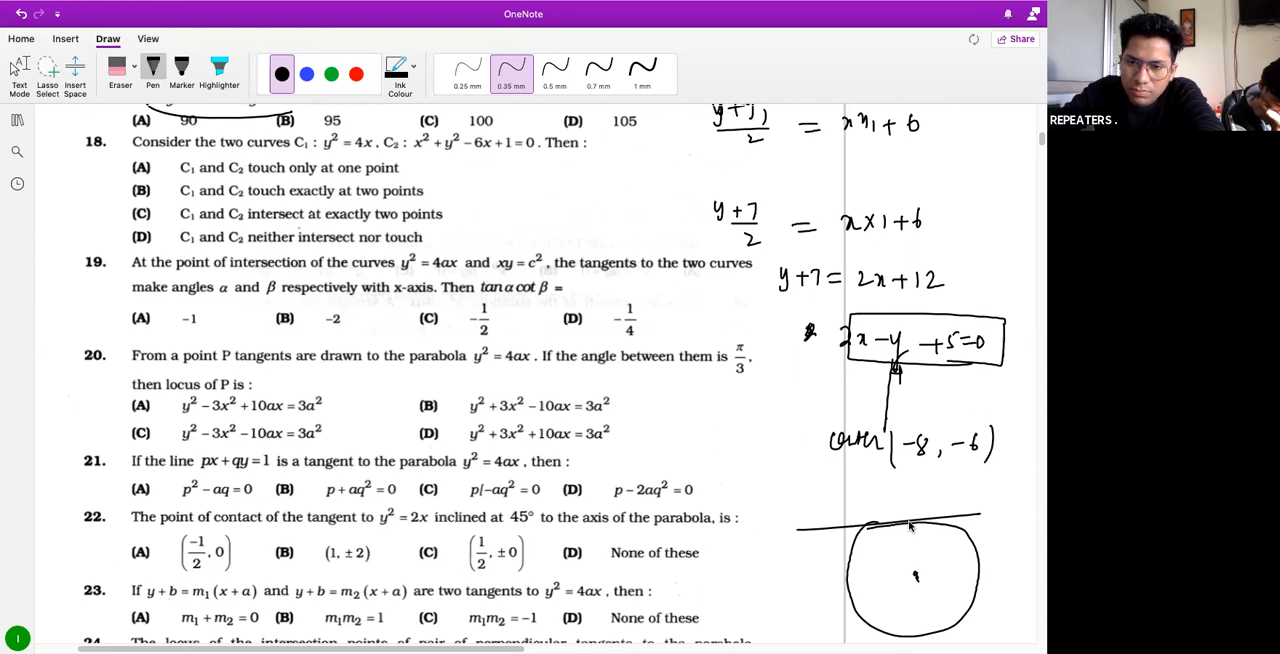 OneNote
Home Insert Draw View
Share
Text Mode
Lasso Select
Insert Space
Eraser
Pen
Marker
Highlighter
Ink Colour
0.25 mm
0.35 mm
0.5 mm
0.7 mm
1 mm
REPEATERS .
(A) 90 (B) 95 (C) 100 (D) 105
18. Consider the two curves C₁ : y² = 4x, C₂ : x² + y² − 6x + 1 = 0. Then :
(A) C₁ and C₂ touch only at one point
(B) C₁ and C₂ touch exactly at two points
(C) C₁ and C₂ intersect at exactly two points
(D) C₁ and C₂ neither intersect nor touch
19. At the point of intersection of the curves y² = 4ax and xy = c², the tangents to the two curves
make angles α and β respectively with x-axis. Then tan α cot β =
(A) −1 (B) −2 (C) −1/2 (D) −1/4
20. From a point P tangents are drawn to the parabola y² = 4ax. If the angle between them is π/3,
then locus of P is :
(A) y² − 3x² + 10ax = 3a² (B) y² + 3x² − 10ax = 3a²
(C) y² − 3x² − 10ax = 3a² (D) y² + 3x² + 10ax = 3a²
21. If the line px + qy = 1 is a tangent to the parabola y² = 4ax, then :
(A) p² − aq = 0 (B) p + aq² = 0 (C) p/−aq² = 0 (D) p − 2aq² = 0
22. The point of contact of the tangent to y² = 2x inclined at 45° to the axis of the parabola, is :
(A) (−1/2, 0) (B) (1, ± 2) (C) (1/2, ± 0) (D) None of these
23. If y + b = m₁(x + a) and y + b = m₂(x + a) are two tangents to y² = 4ax, then :
(A) m₁ + m₂ = 0 (B) m₁m₂ = 1 (C) m₁m₂ = −1 (D) None of these
y + y₁/2 = xx₁ + 6
y + 7/2 = x × 1 + 6
y + 7 = 2x + 12
2x − y + 5 = 0
(−8, −6)
I